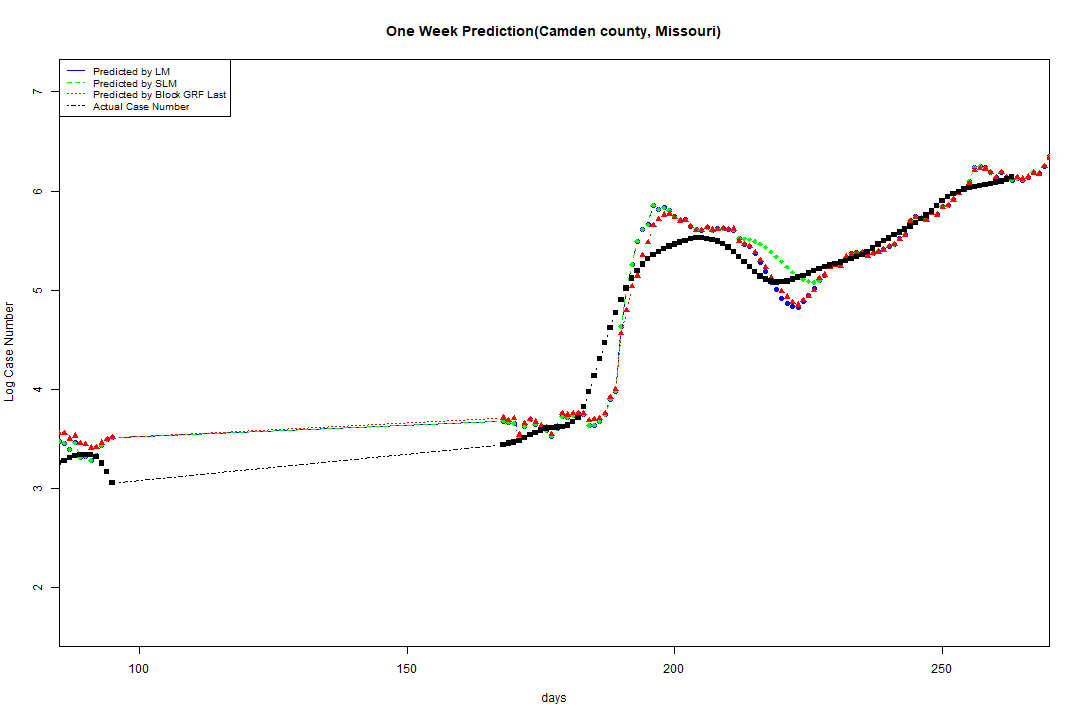 One Week Prediction(Camden county, Missouri)
Predicted by LM
Predicted by SLM
Predicted by Block GRF Last
Actual Case Number
7
6
5
4
3
2
Log Case Number
100 150 200 250
days